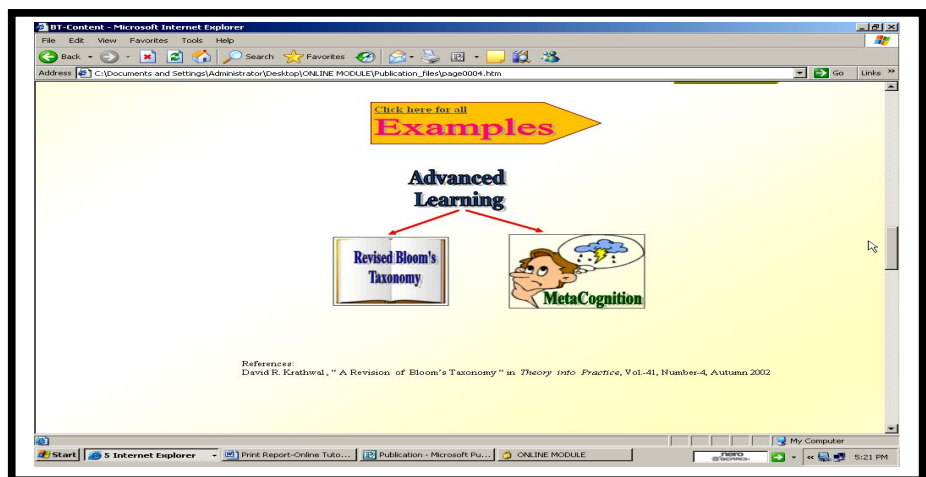 BT-Content - Microsoft Internet Explorer
File Edit View Favorites Tools Help
Back Search Favorites
Address C:\Documents and Settings\Administrator\Desktop\ONLINE MODULE\Publication_files\page0004.htm Go Links »
Click here for all
Examples
Advanced
Learning
Revised Bloom's
Taxonomy
MetaCognition
References:
David R. Krathwal, " A Revision of Bloom's Taxonomy " in Theory into Practice, Vol-41, Number-4, Autumn 2002
My Computer
Start 5 Internet Explorer Print Report-Online Tuto... Publication - Microsoft Pu... ONLINE MODULE nero SEARCH « 5:21 PM